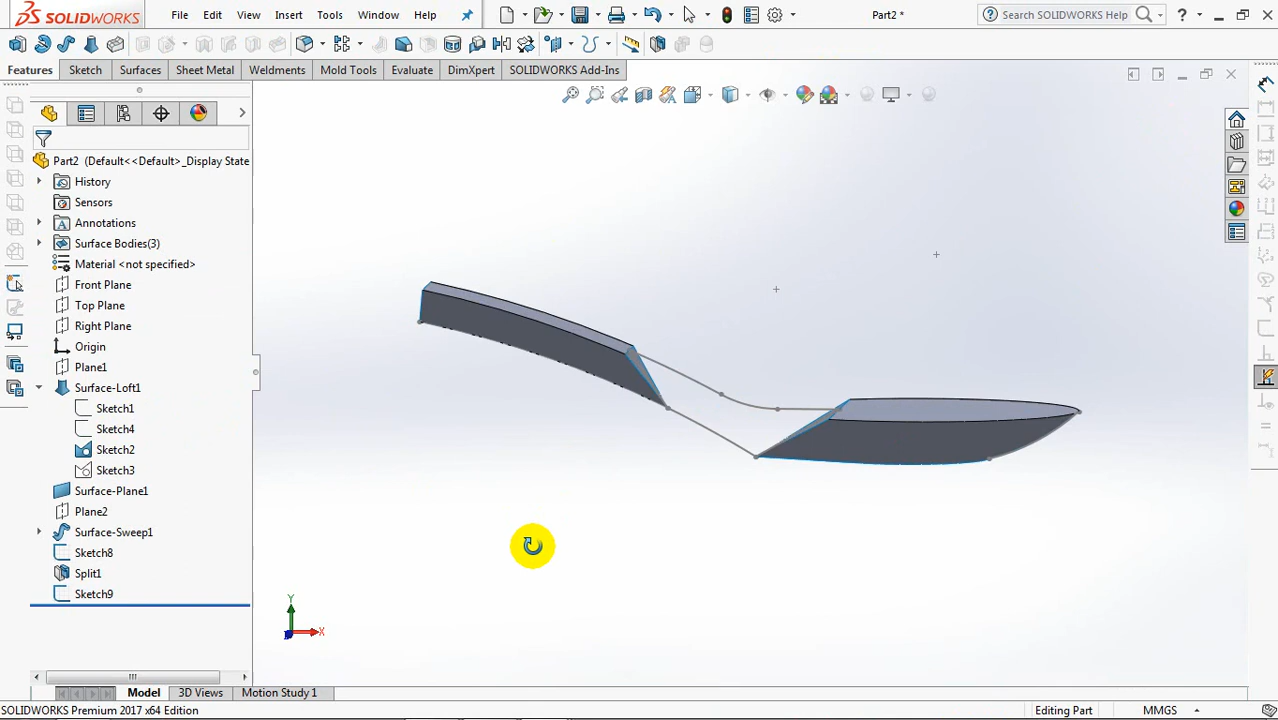 SOLIDWORKS File Edit View Insert Tools Window Help Part2 * Search SOLIDWORKS Help ?
Features Sketch Surfaces Sheet Metal Weldments Mold Tools Evaluate DimXpert SOLIDWORKS Add-Ins
Part2 (Default<<Default>_Display State
History
Sensors
Annotations
Surface Bodies(3)
Material <not specified>
Front Plane
Top Plane
Right Plane
Origin
Plane1
Surface-Loft1
Sketch1
Sketch4
Sketch2
Sketch3
Surface-Plane1
Plane2
Surface-Sweep1
Sketch8
Split1
Sketch9
Y
X
Model 3D Views Motion Study 1
SOLIDWORKS Premium 2017 x64 Edition Editing Part MMGS